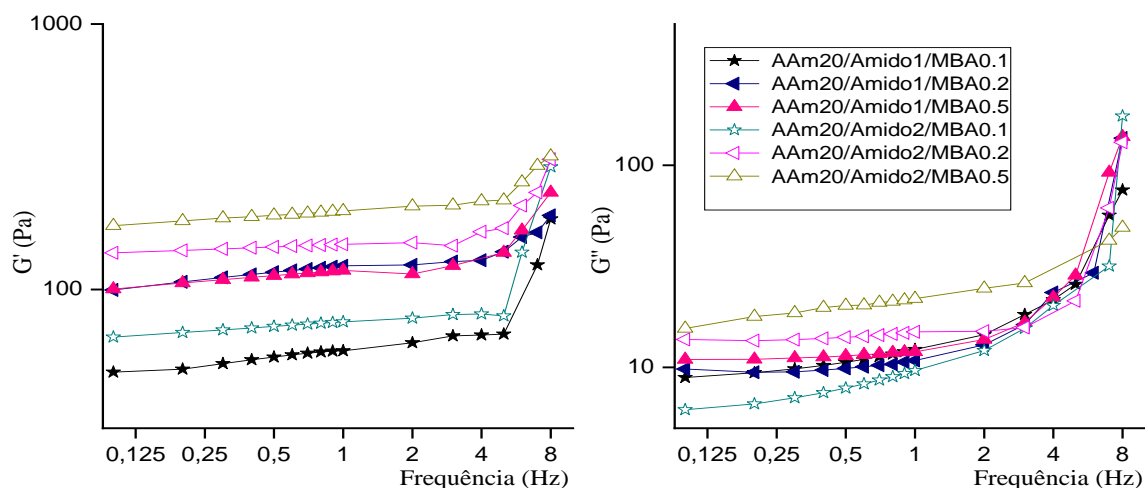 1000
100
G' (Pa)
0,125 0,25 0,5 1 2 4 8
Frequência (Hz)
AAm20/Amido1/MBA0.1
AAm20/Amido1/MBA0.2
AAm20/Amido1/MBA0.5
AAm20/Amido2/MBA0.1
AAm20/Amido2/MBA0.2
AAm20/Amido2/MBA0.5
100
10
G'' (Pa)
0,125 0,25 0,5 1 2 4 8
Frequência (Hz)